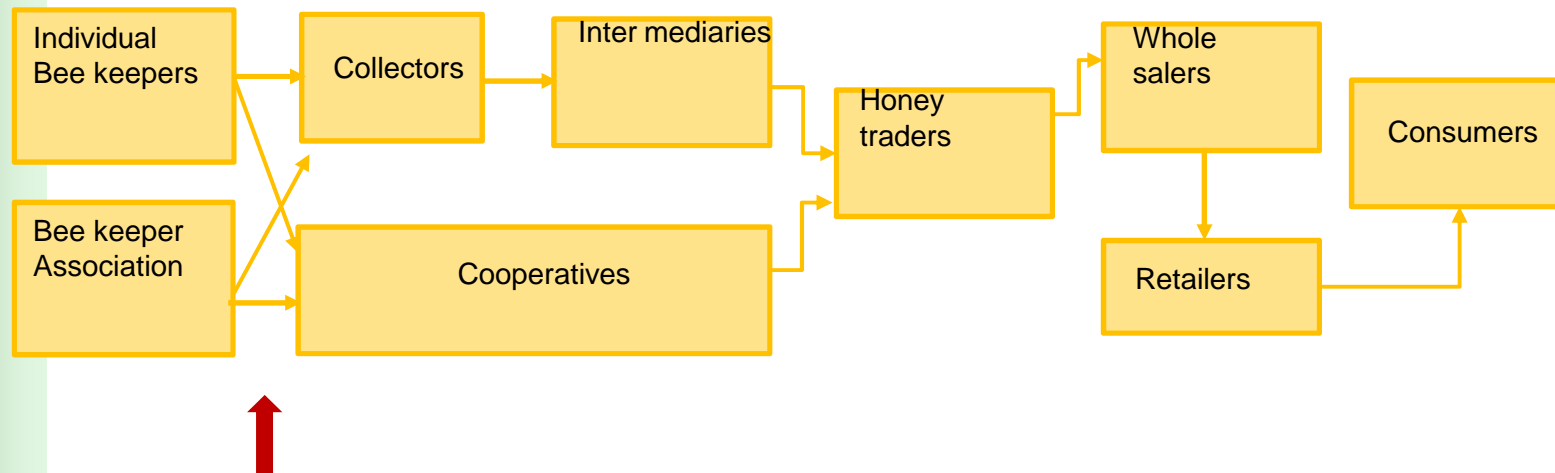 Individual
Bee keepers
Collectors
Inter mediaries
Honey
traders
Whole
salers
Consumers
Bee keeper
Association
Cooperatives
Retailers